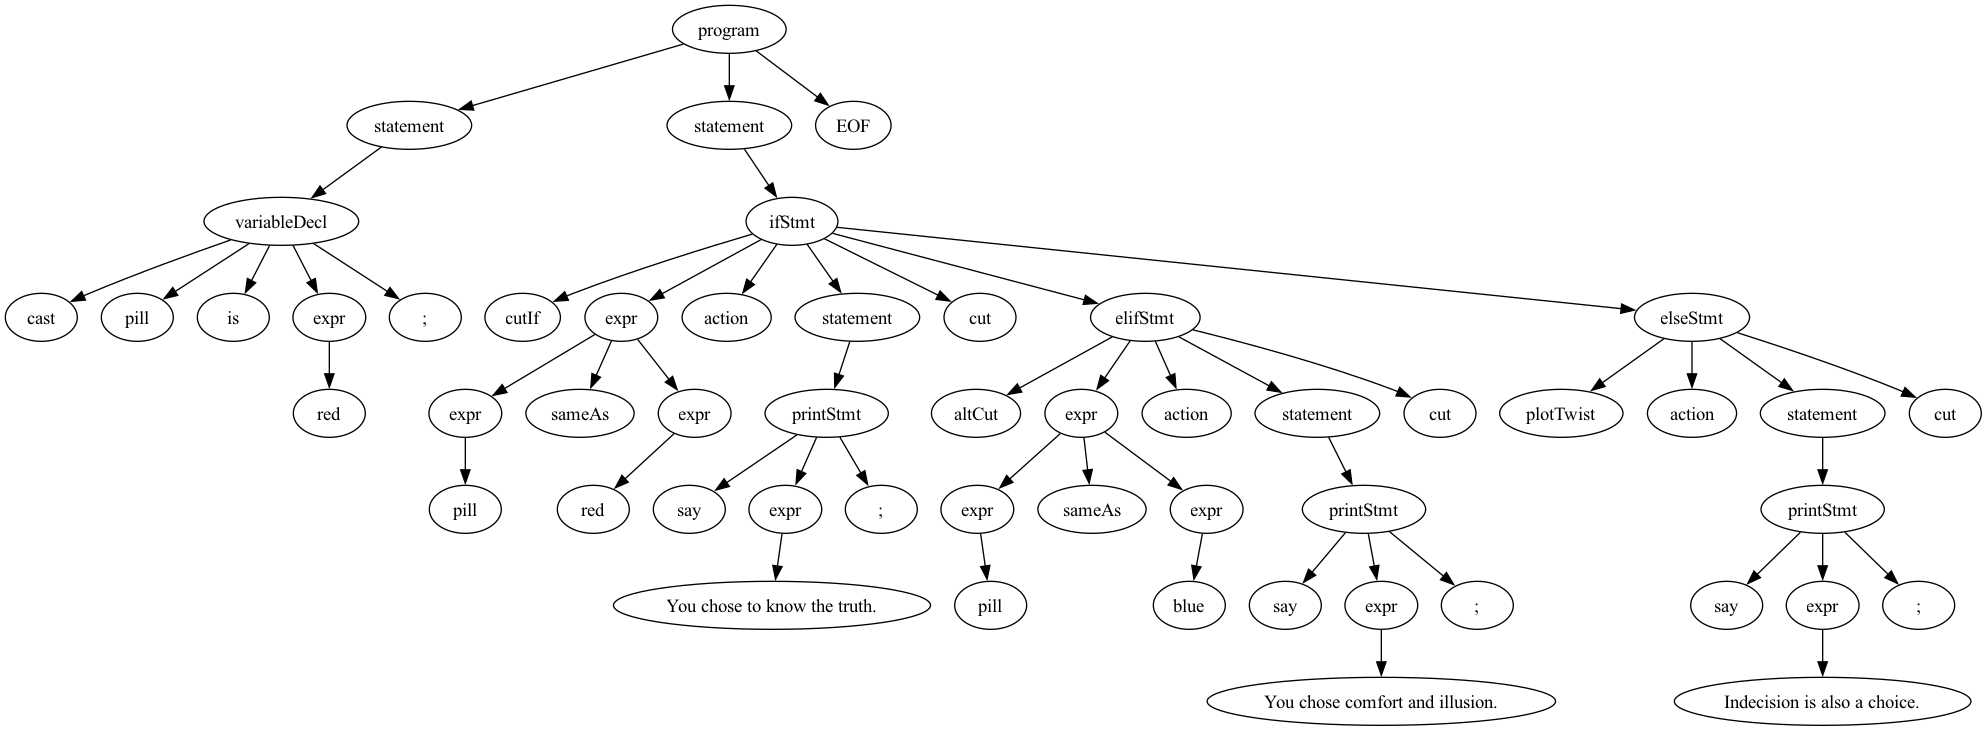 program
statement
statement
EOF
variableDecl
ifStmt
cast
pill
is
expr
;
cutIf
expr
action
statement
cut
elifStmt
elseStmt
red
expr
sameAs
expr
printStmt
altCut
expr
action
statement
cut
plotTwist
action
statement
cut
pill
red
say
expr
;
expr
sameAs
expr
printStmt
printStmt
You chose to know the truth.
pill
blue
say
expr
;
say
expr
;
You chose comfort and illusion.
Indecision is also a choice.